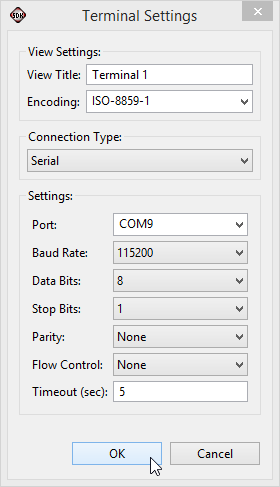 SDK
Terminal Settings
View Settings:
View Title: Terminal 1
Encoding: ISO-8859-1
Connection Type:
Serial
Settings:
Port: COM9
Baud Rate: 115200
Data Bits: 8
Stop Bits: 1
Parity: None
Flow Control: None
Timeout (sec): 5
OK Cancel